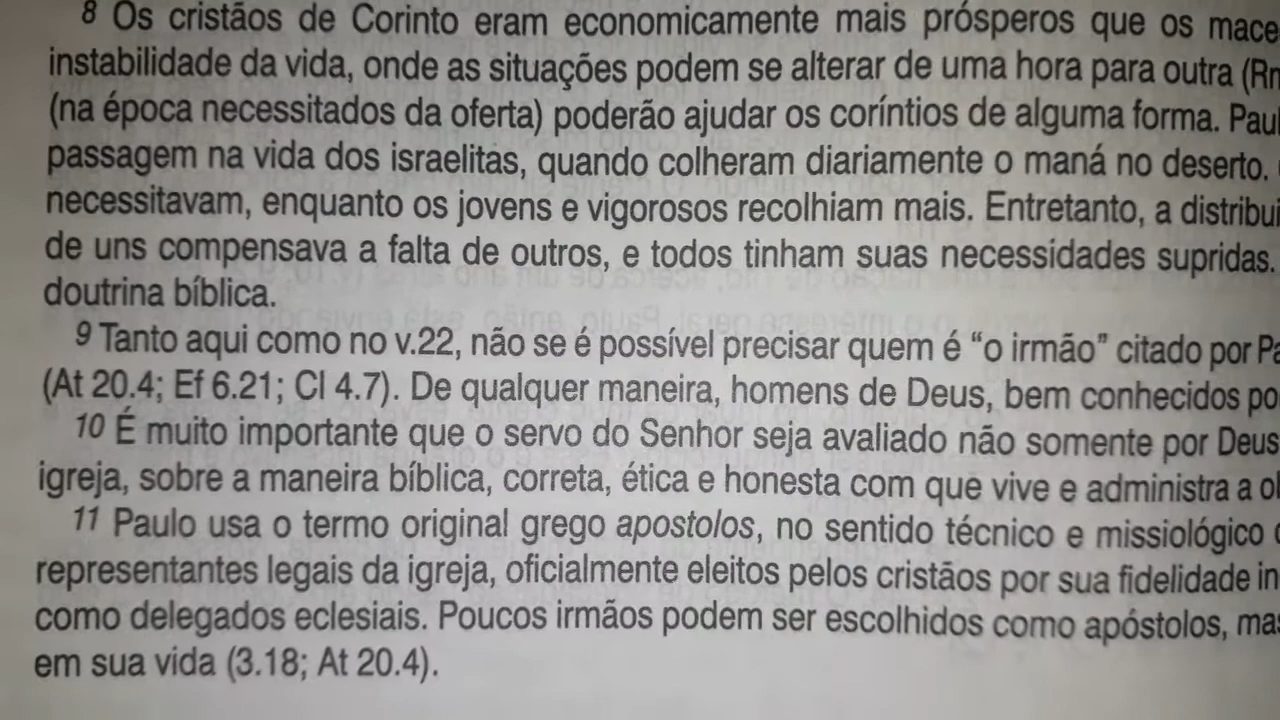 8 Os cristãos de Corinto eram economicamente mais prósperos que os mace
instabilidade da vida, onde as situações podem se alterar de uma hora para outra (Rm
(na época necessitados da oferta) poderão ajudar os coríntios de alguma forma. Paul
passagem na vida dos israelitas, quando colheram diariamente o maná no deserto.
necessitavam, enquanto os jovens e vigorosos recolhiam mais. Entretanto, a distribui
de uns compensava a falta de outros, e todos tinham suas necessidades supridas.
doutrina bíblica.
9 Tanto aqui como no v.22, não se é possível precisar quem é “o irmão” citado por Pa
(At 20.4; Ef 6.21; Cl 4.7). De qualquer maneira, homens de Deus, bem conhecidos po
10 É muito importante que o servo do Senhor seja avaliado não somente por Deus
igreja, sobre a maneira bíblica, correta, ética e honesta com que vive e administra a
11 Paulo usa o termo original grego apostolos, no sentido técnico e missiológico
representantes legais da igreja, oficialmente eleitos pelos cristãos por sua fidelidade in
como delegados eclesiais. Poucos irmãos podem ser escolhidos como apóstolos, mas
em sua vida (3.18; At 20.4).